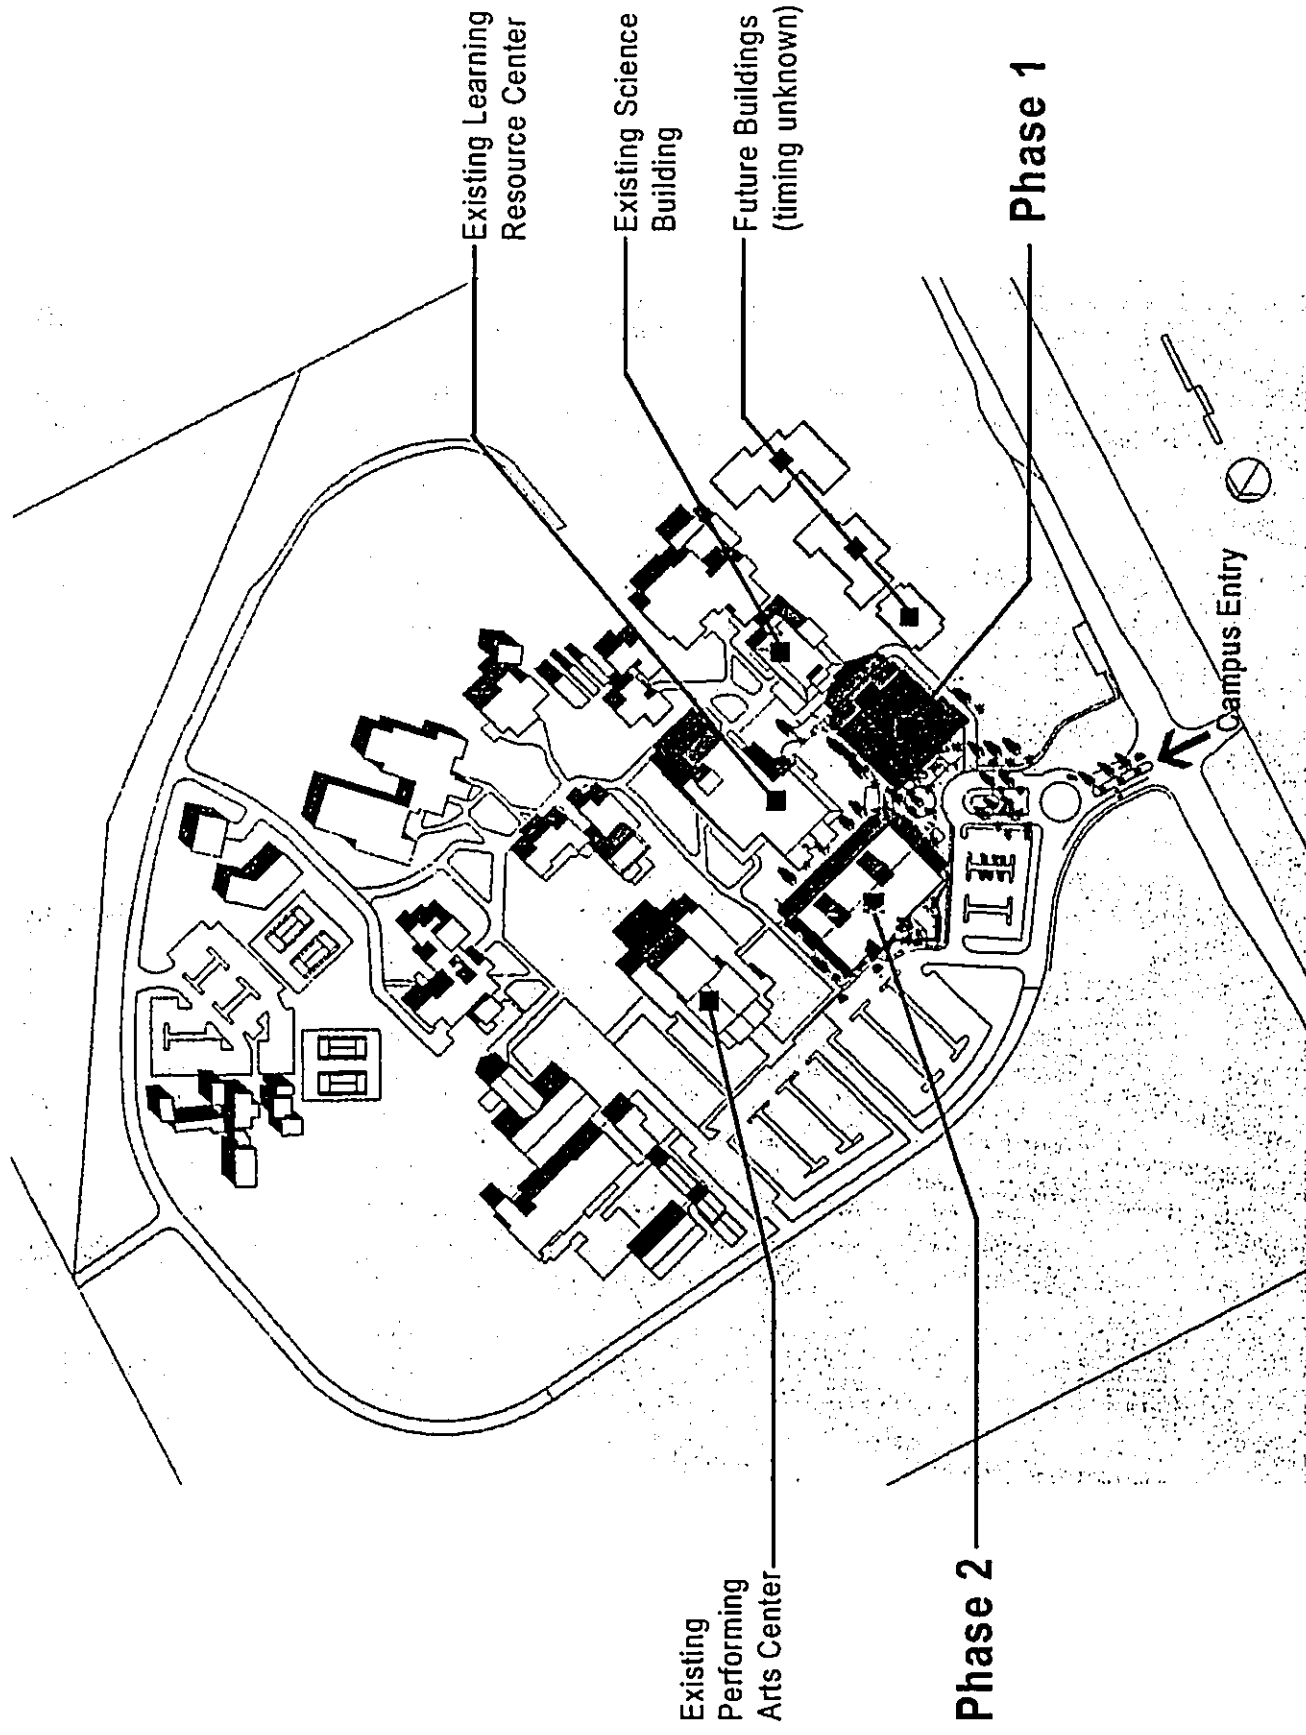 Existing Learning
Resource Center
Existing Science
Building
Future Buildings
(timing unknown)
Phase 1
Campus Entry
Existing
Performing
Arts Center
Phase 2